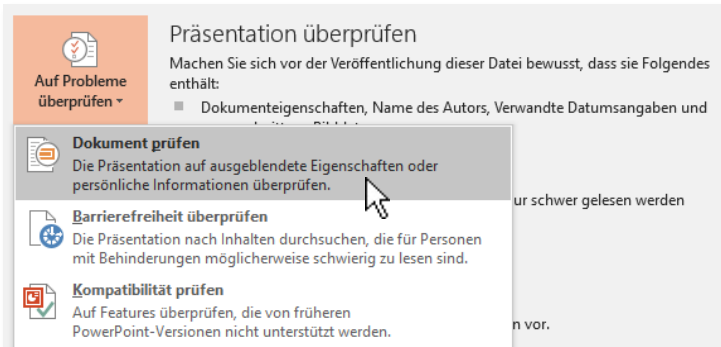 Präsentation überprüfen
Machen Sie sich vor der Veröffentlichung dieser Datei bewusst, dass sie Folgendes
enthält:
Auf Probleme
überprüfen
Dokumenteigenschaften, Name des Autors, Verwandte Datumsangaben und
Dokument prüfen
Die Präsentation auf ausgeblendete Eigenschaften oder
persönliche Informationen überprüfen.
ur schwer gelesen werden
Barrierefreiheit überprüfen
Die Präsentation nach Inhalten durchsuchen, die für Personen
mit Behinderungen möglicherweise schwierig zu lesen sind.
Kompatibilität prüfen
Auf Features überprüfen, die von früheren
PowerPoint-Versionen nicht unterstützt werden.
n vor.